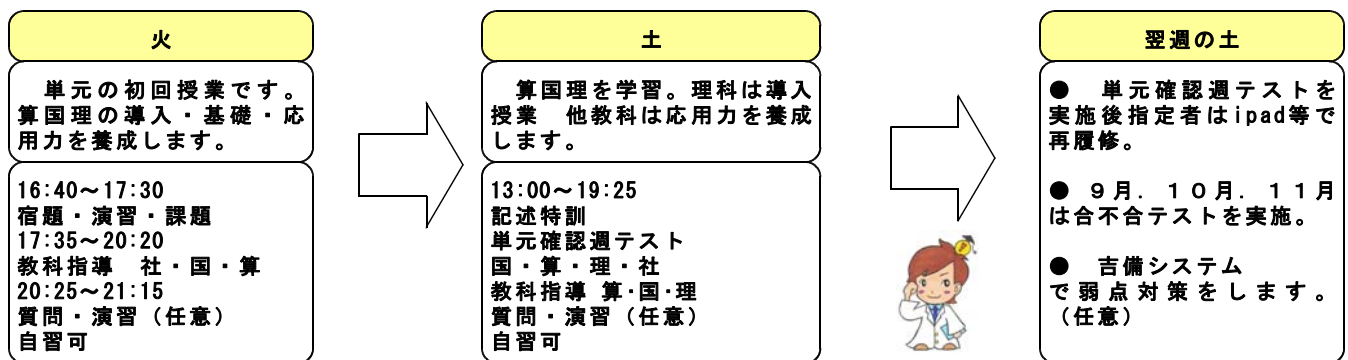 火
単元の初回授業です。
算国理の導入・基礎・応
用力を養成します。
16:40~17:30
宿題・演習・課題
17:35~20:20
教科指導 社・国・算
20:25~21:15
質問・演習（任意）
自習可
土
算国理を学習。理科は導入
授業 他教科は応用力を養成
します。
13:00~19:25
記述特訓
単元確認週テスト
国・算・理・社
教科指導 算・国・理
質問・演習（任意）
自習可
翌週の土
● 単元確認週テストを
実施後指定者はipad等で
再履修。
● ９月．１０月．１１月
は合不合テストを実施。
● 吉備システム
で弱点対策をします。
（任意）